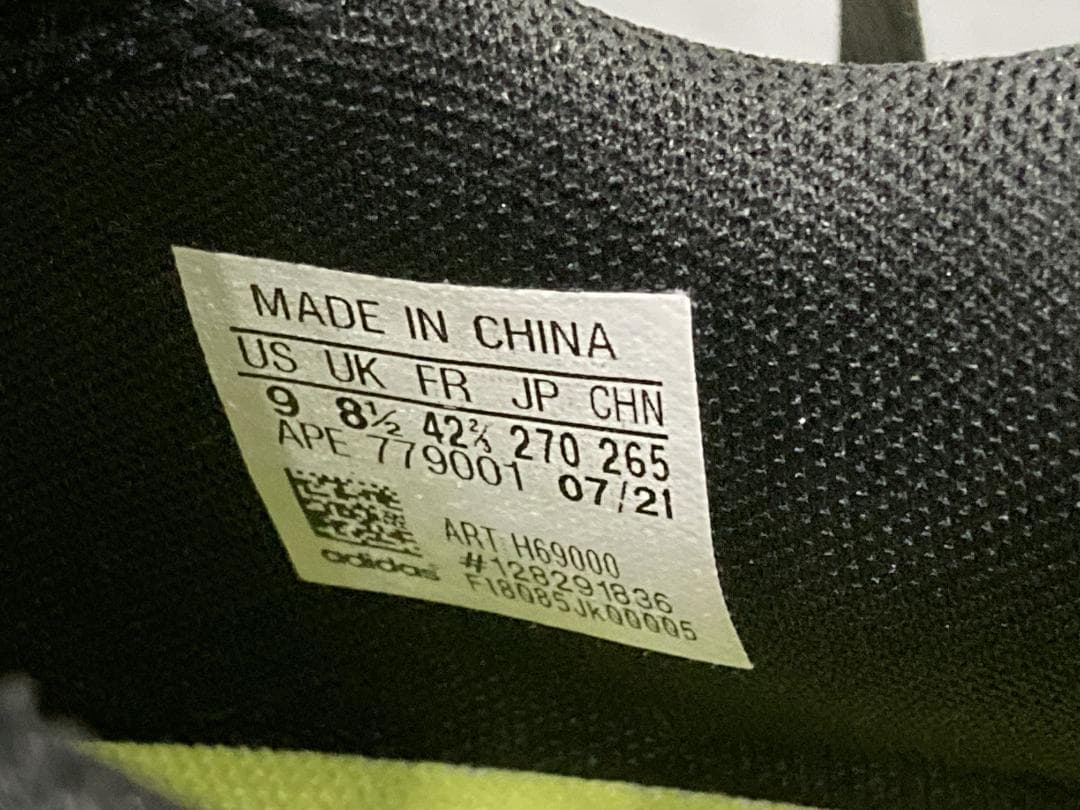 MADE IN CHINA
US UK FR JP CHN
9 8½ 42⅔ 270 265
APE 779001 07/21
ART H69000
#128291836
F18085JK00005
adidas